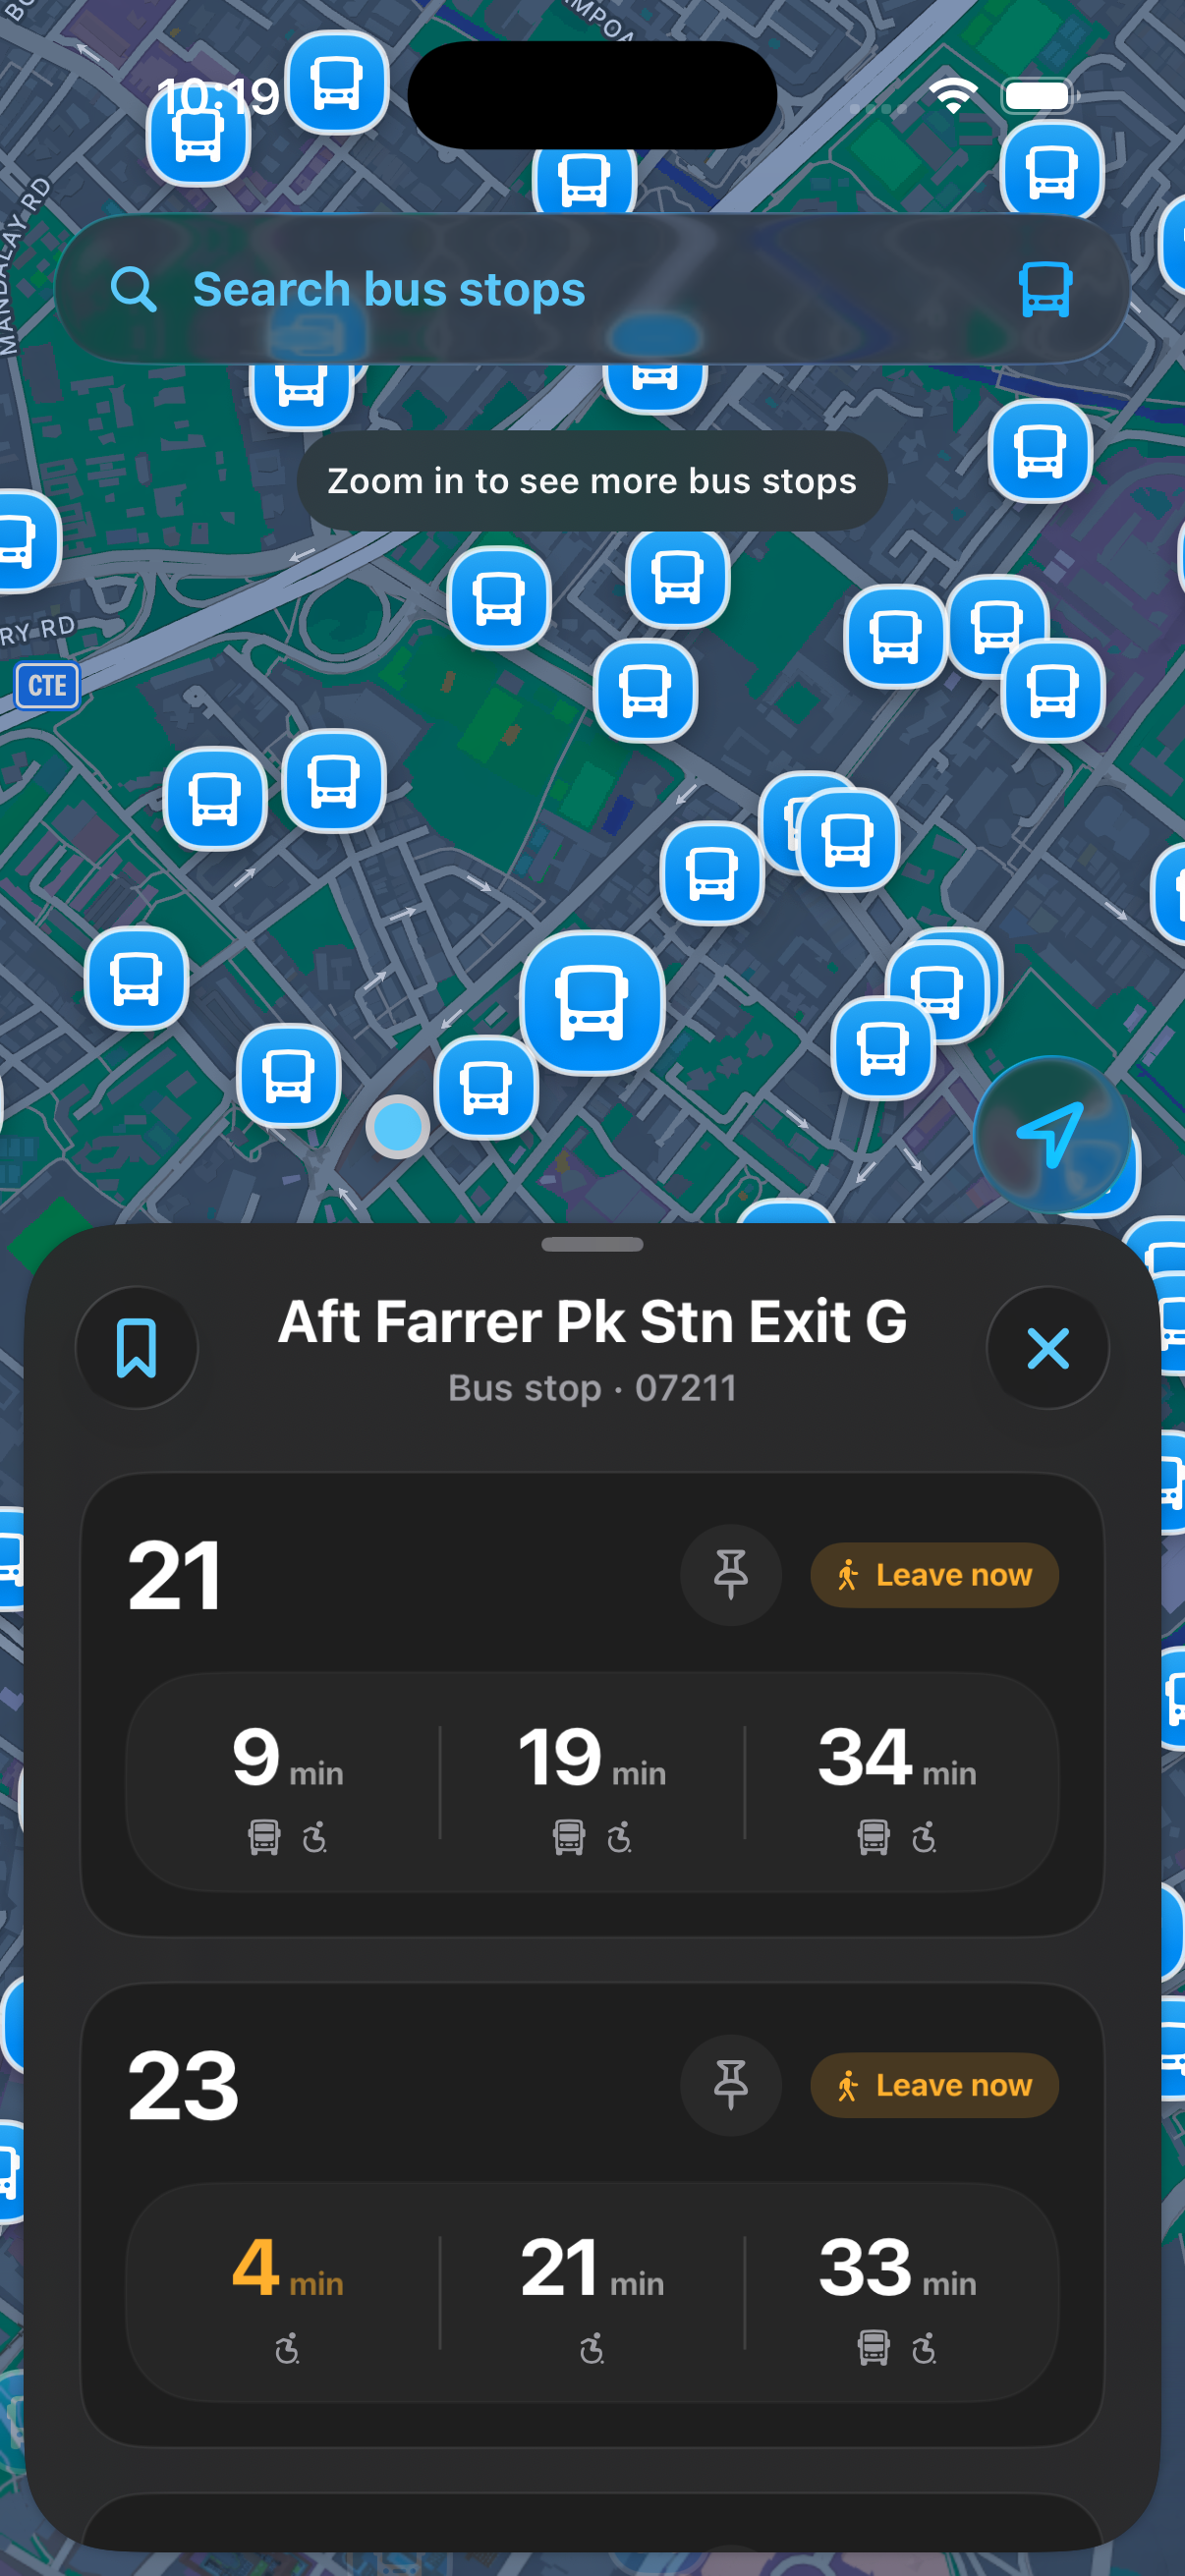 10:19
MANDALAY RD
Search bus stops
Zoom in to see more bus stops
RY RD
CTE
Aft Farrer Pk Stn Exit G
Bus stop · 07211
21
Leave now
9 min
19 min
34 min
23
Leave now
4 min
21 min
33 min